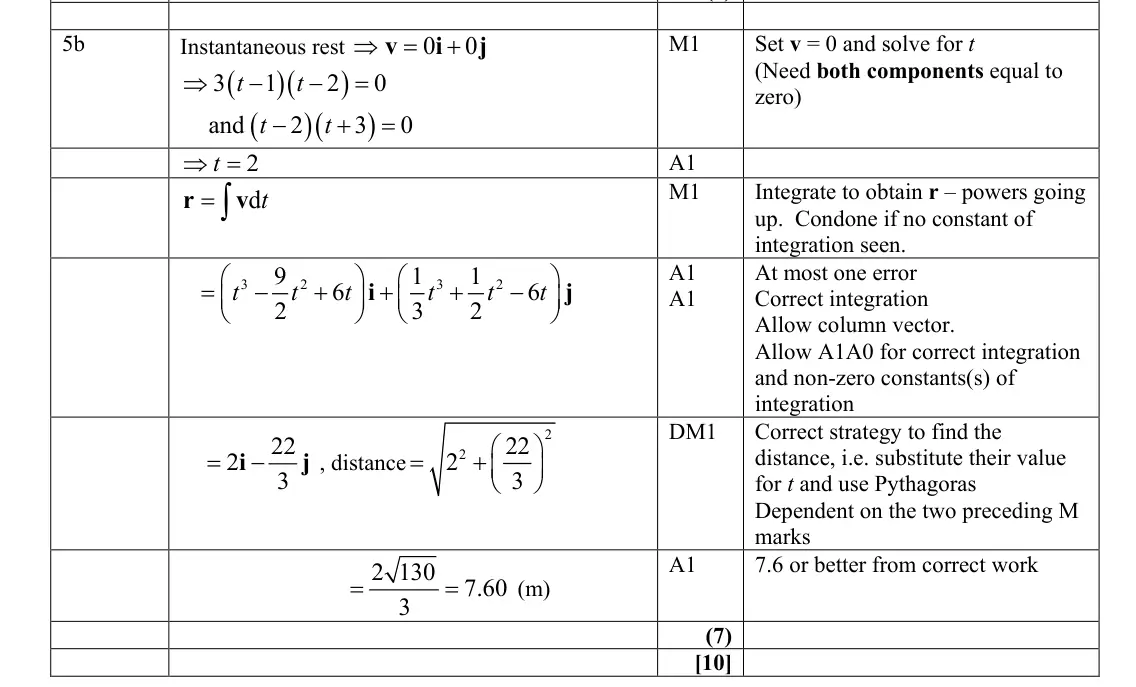 5b
Instantaneous rest ⇒ v = 0i + 0j
M1
Set v = 0 and solve for t
⇒ 3(t − 1)(t − 2) = 0
(Need both components equal to
zero)
and (t − 2)(t + 3) = 0
⇒ t = 2
A1
r = ∫ vdt
M1
Integrate to obtain r – powers going
up. Condone if no constant of
integration seen.
= (t³ − 9/2 t² + 6t)i + (1/3 t³ + 1/2 t² − 6t)j
A1
At most one error
A1
Correct integration
Allow column vector.
Allow A1A0 for correct integration
and non-zero constants(s) of
integration
= 2i − 22/3 j , distance = √(2² + (22/3)²)
DM1
Correct strategy to find the
distance, i.e. substitute their value
for t and use Pythagoras
Dependent on the two preceding M
marks
= 2√130/3 = 7.60 (m)
A1
7.6 or better from correct work
(7)
[10]